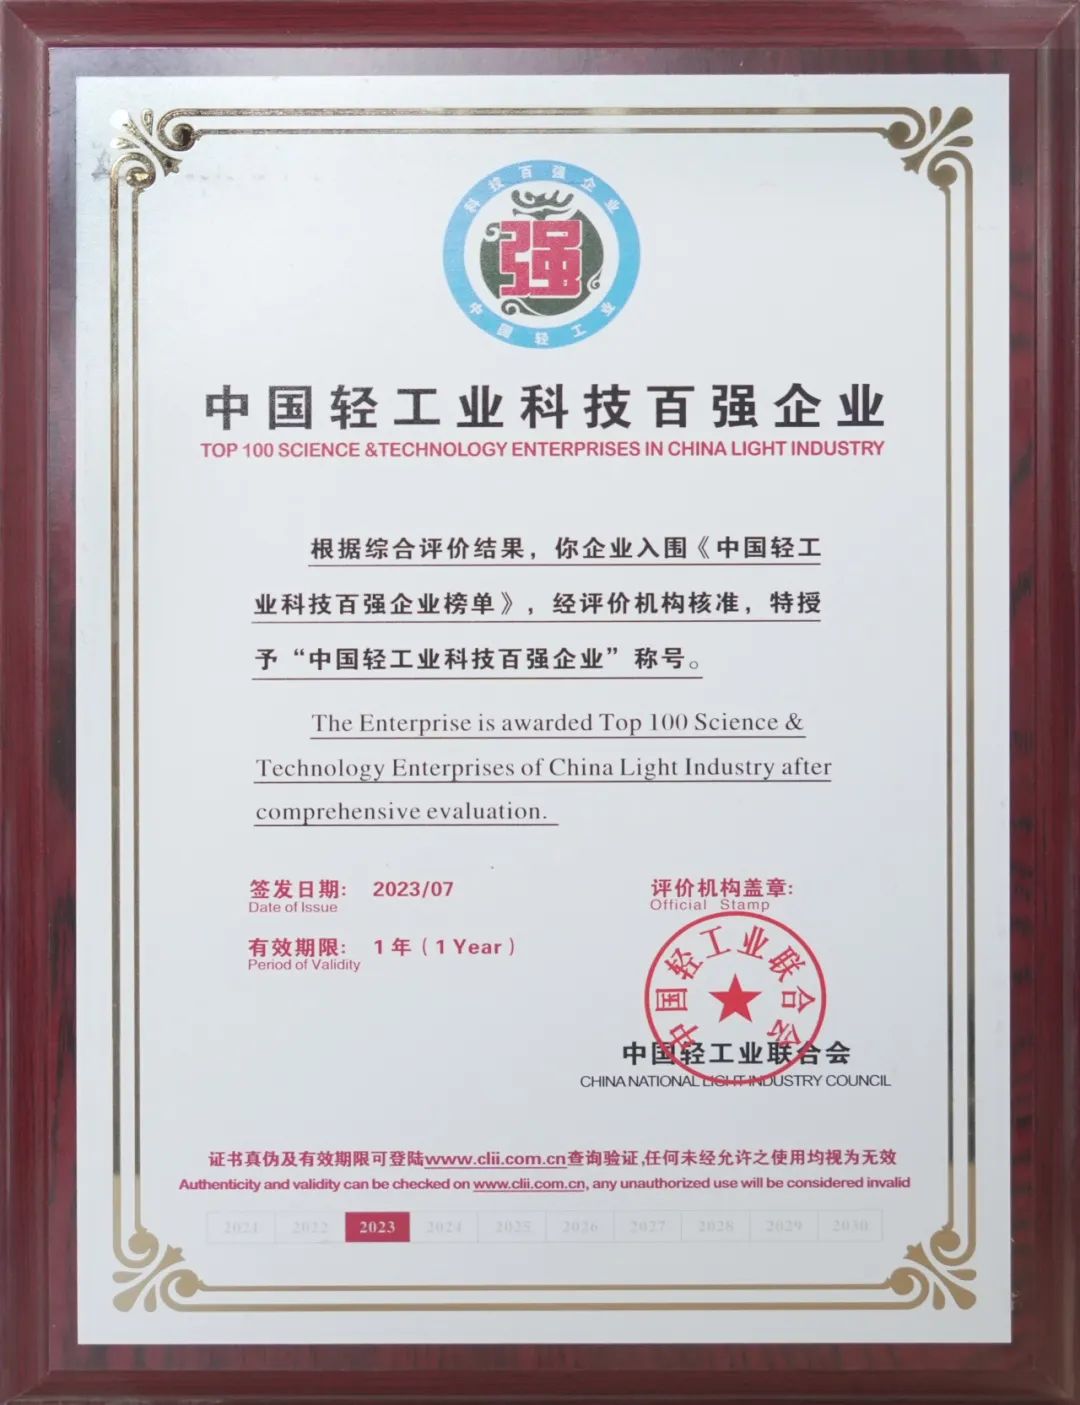 科技百强企业
强
中国轻工业
中国轻工业科技百强企业
TOP 100 SCIENCE &TECHNOLOGY ENTERPRISES IN CHINA LIGHT INDUSTRY
根据综合评价结果，你企业入围《中国轻工
业科技百强企业榜单》，经评价机构核准，特授
予“中国轻工业科技百强企业”称号。
The Enterprise is awarded Top 100 Science &
Technology Enterprises of China Light Industry after
comprehensive evaluation.
签发日期: 2023/07
Date of Issue
有效期限: 1 年（1 Year）
Period of Validity
评价机构盖章:
Official Stamp
中国轻工业联合会
中国轻工业联合会
CHINA NATIONAL LIGHT INDUSTRY COUNCIL
证书真伪及有效期限可登陆www.clii.com.cn查询验证,任何未经允许之使用均视为无效
Authenticity and validity can be checked on www.clii.com.cn, any unauthorized use will be considered invalid
2021 2022 2023 2024 2025 2026 2027 2028 2029 2030